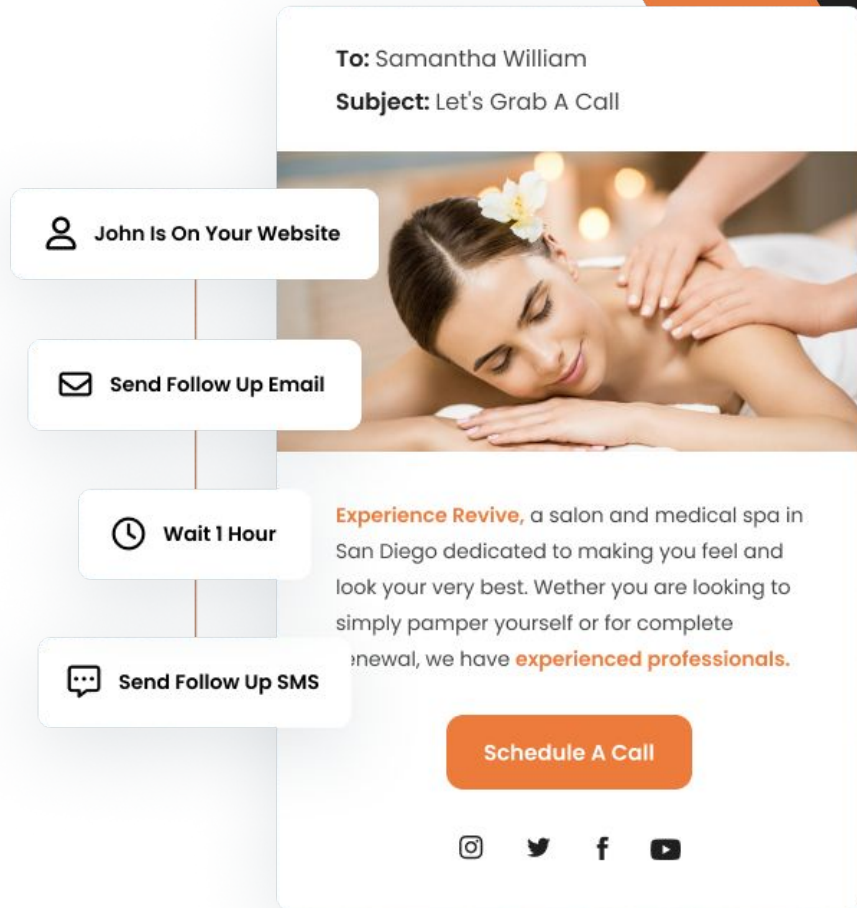 To: Samantha William
Subject: Let's Grab A Call
John Is On Your Website
Send Follow Up Email
Wait 1 Hour
Send Follow Up SMS
Experience Revive, a salon and medical spa in
San Diego dedicated to making you feel and
look your very best. Wether you are looking to
simply pamper yourself or for complete
renewal, we have experienced professionals.
Schedule A Call